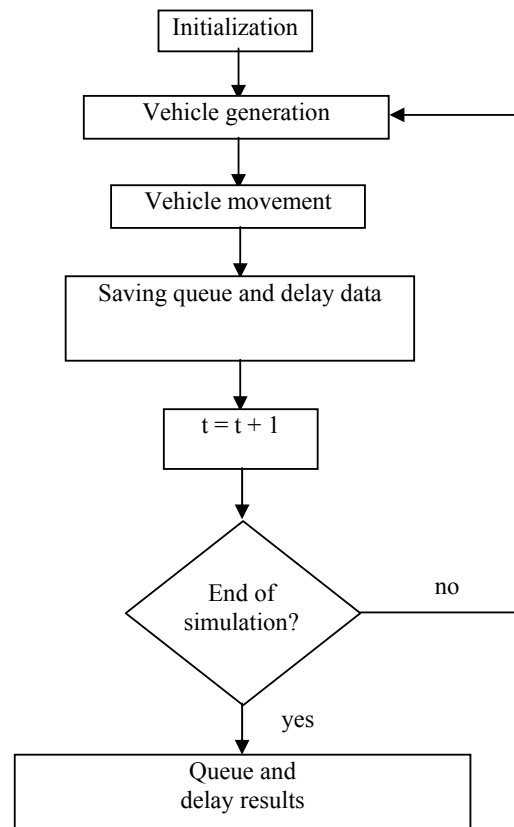 Initialization
Vehicle generation
Vehicle movement
Saving queue and delay data
t = t + 1
End of
simulation?
no
yes
Queue and
delay results